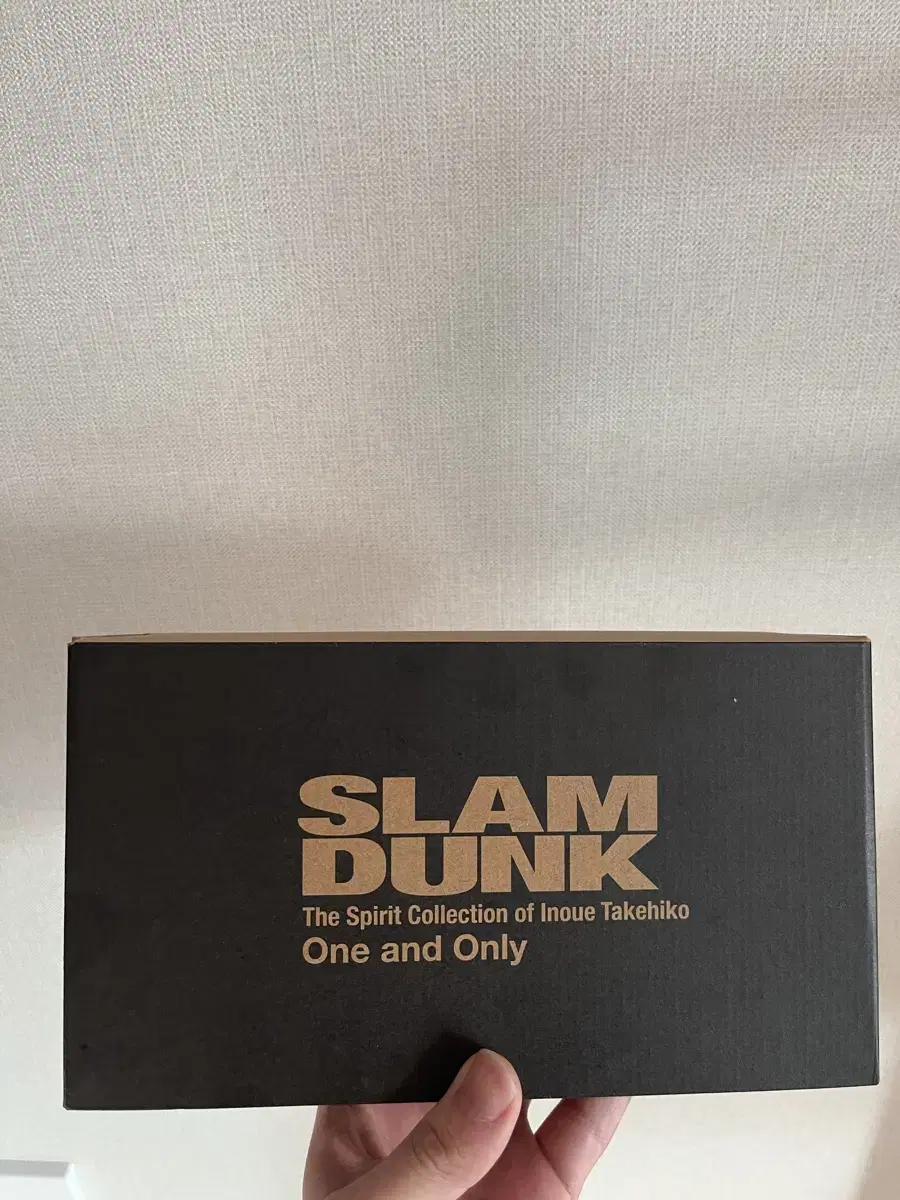 SLAM
DUNK
The Spirit Collection of Inoue Takehiko
One and Only